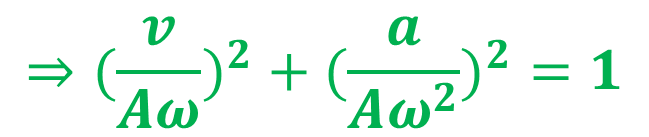 ⇒ (v/Aω)² + (a/Aω²)² = 1